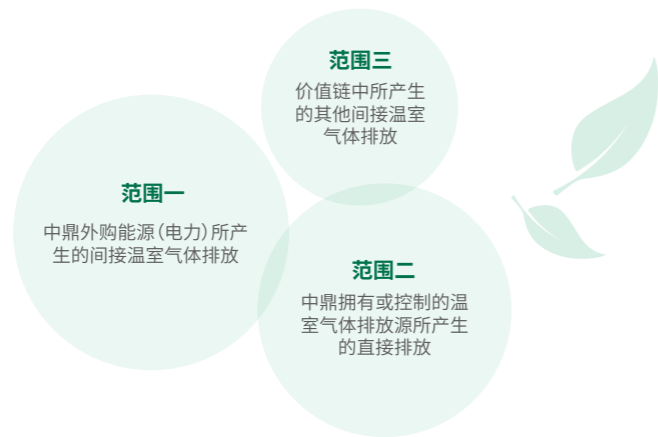 范围三
价值链中所产生
的其他间接温室
气体排放
范围一
中鼎外购能源（电力）所产
生的间接温室气体排放
范围二
中鼎拥有或控制的温
室气体排放源所产生
的直接排放